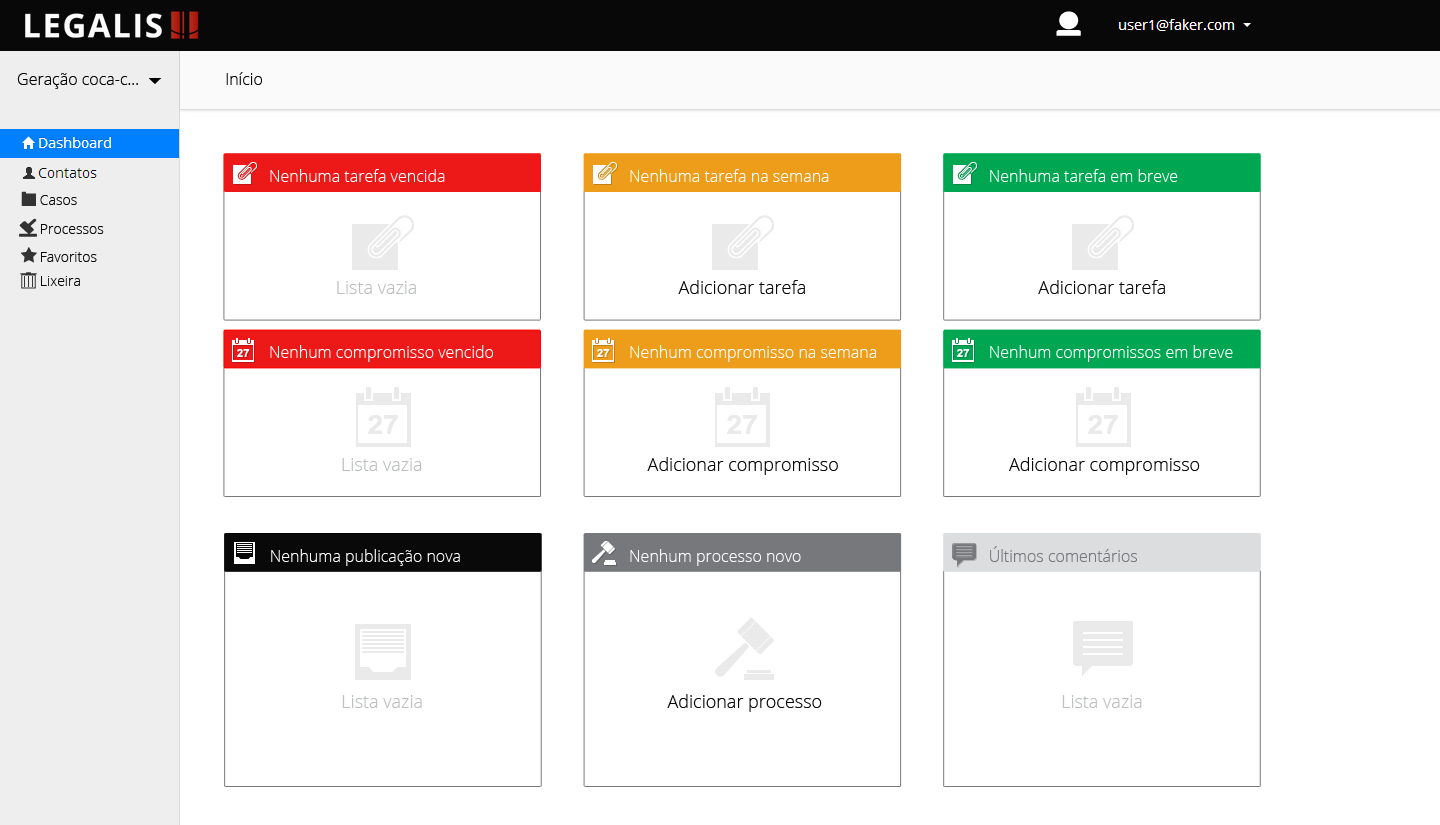 LEGALIS
user1@faker.com
Geração coca-c...
Início
Dashboard
Contatos
Casos
Processos
Favoritos
Lixeira
Nenhuma tarefa vencida
Lista vazia
Nenhuma tarefa na semana
Adicionar tarefa
Nenhuma tarefa em breve
Adicionar tarefa
27
Nenhum compromisso vencido
27
Lista vazia
27
Nenhum compromisso na semana
27
Adicionar compromisso
27
Nenhum compromissos em breve
27
Adicionar compromisso
Nenhuma publicação nova
Lista vazia
Nenhum processo novo
Adicionar processo
Últimos comentários
Lista vazia